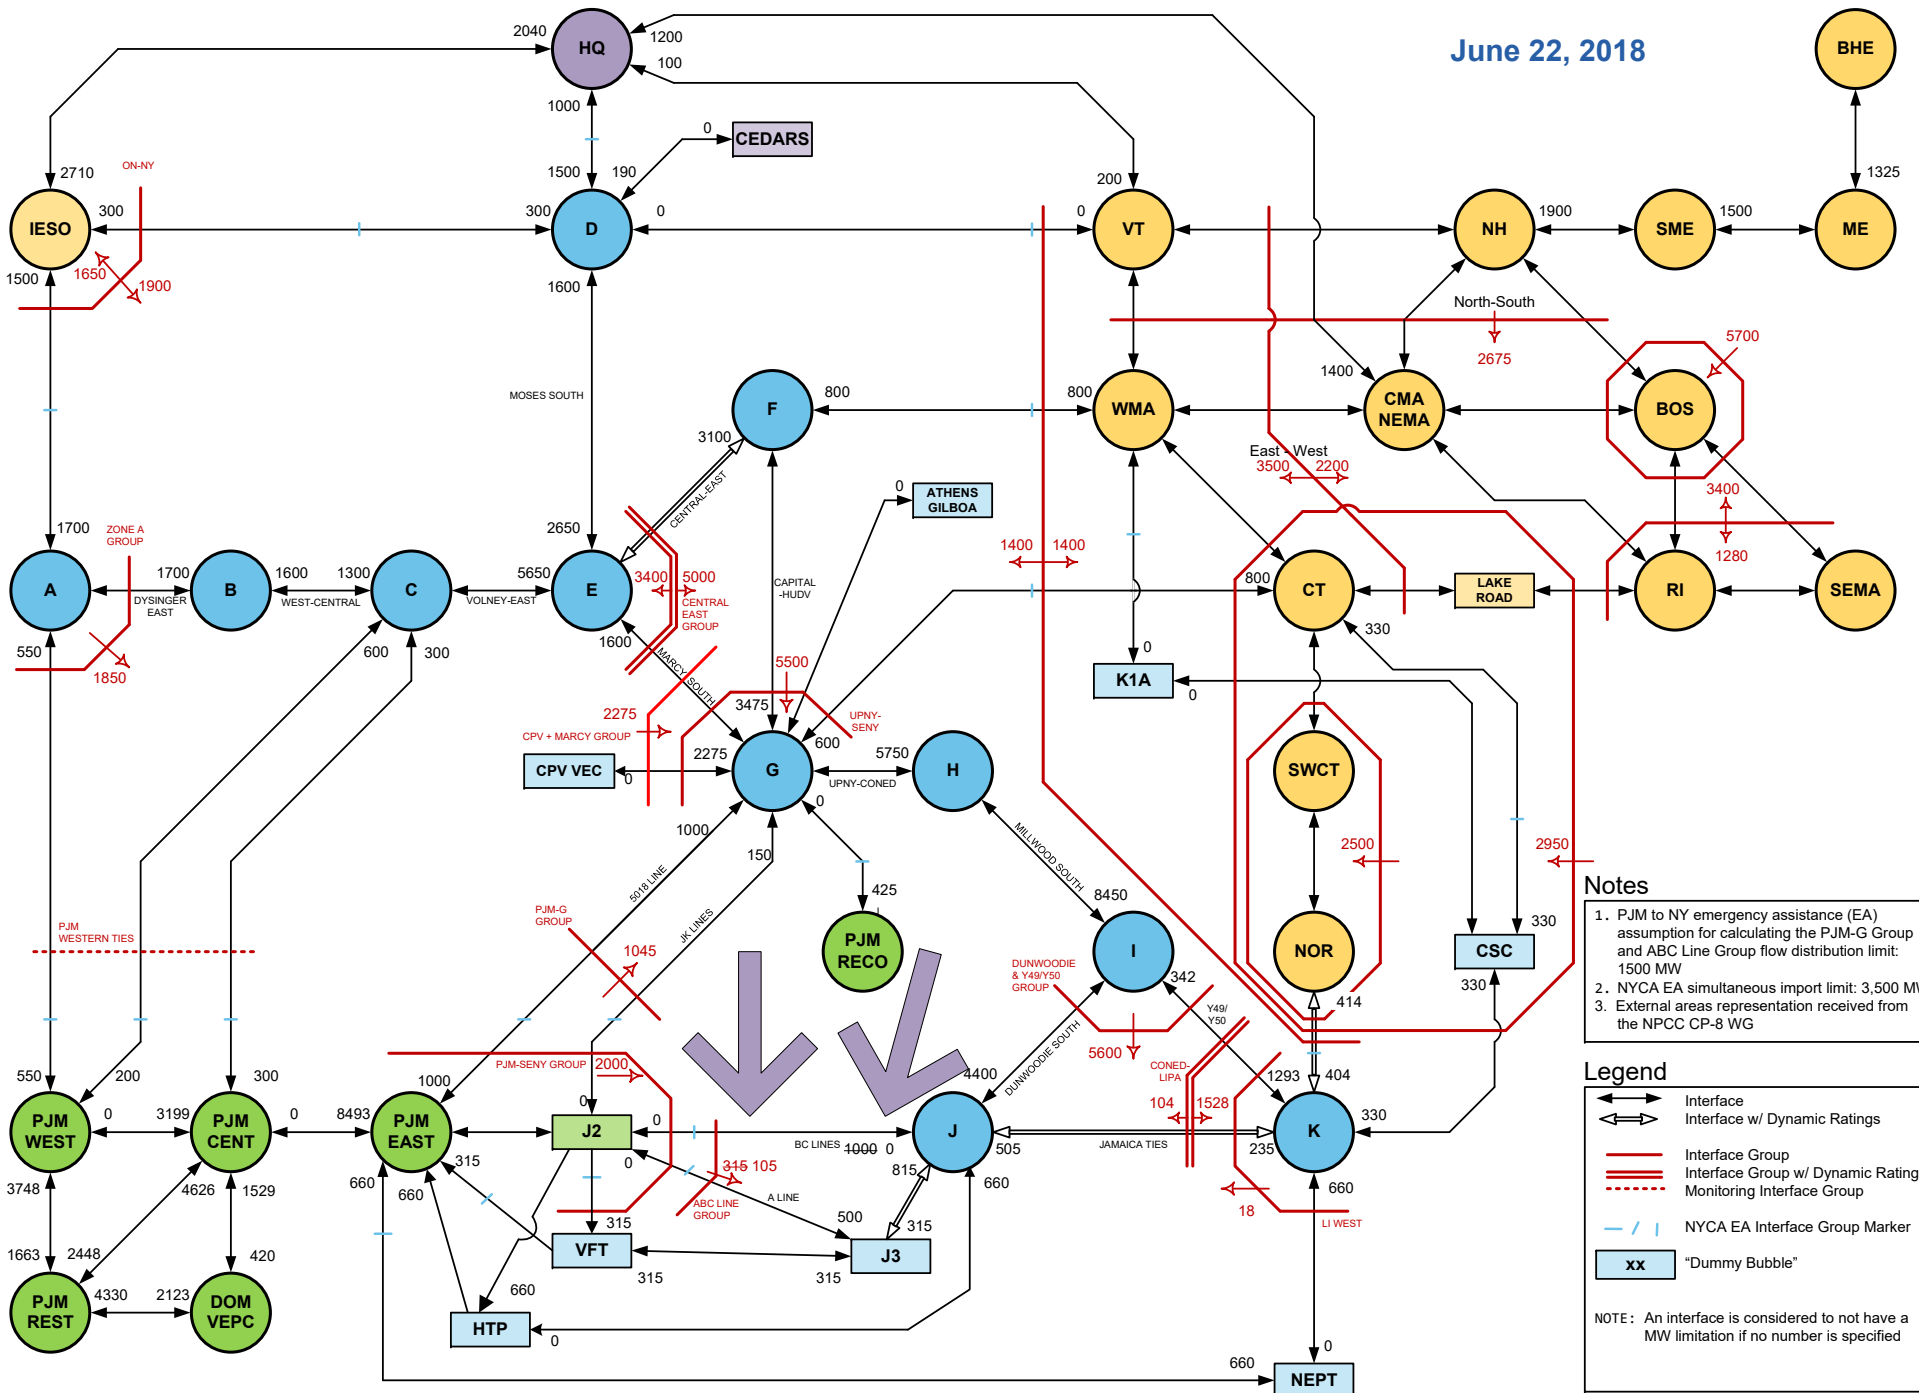 June 22, 2018
2040
HQ
1200
100
1000
0
CEDARS
BHE
1325
2710
ON-NY
1500
190
200
IESO
300
300
D
0
0
VT
NH
1900
SME
1500
ME
1500
1650
1900
1600
North-South
2675
5700
1400
MOSES SOUTH
F
800
800
WMA
CMA
NEMA
BOS
3100
CENTRAL-EAST
East - West
3500
2200
0
ATHENS
GILBOA
3400
1280
1700
ZONE A
GROUP
2650
1400
1400
A
1700
DYSINGER
EAST
B
1600
WEST-CENTRAL
1300
C
5650
VOLNEY-EAST
E
3400
5000
CENTRAL
EAST
GROUP
CAPITAL
-HUDV
800
CT
LAKE
ROAD
RI
SEMA
550
1850
600
300
1600
MARCY SOUTH
330
0
K1A
0
5500
3475
UPNY-
SENY
2275
CPV + MARCY GROUP
2275
600
5750
CPV VEC
0
G
UPNY-CONED
H
SWCT
0
1000
150
MILLWOOD SOUTH
2500
2950
5018 LINE
JK LINES
425
8450
PJM-G
GROUP
1045
PJM
RECO
DUNWOODIE
& Y49/Y50
GROUP
I
342
NOR
414
330
CSC
330
PJM
WESTERN TIES
Y49/
Y50
5600
DUNWOODIE SOUTH
CONED-
LIPA
104
1528
PJM-SENY GROUP
2000
550
200
300
1000
0
4400
1293
404
PJM
WEST
0
3199
PJM
CENT
0
8493
PJM
EAST
J2
0
BC LINES
1000 0
J
505
JAMAICA TIES
235
K
330
315
0
315 105
815
660
660
3748
4626
1529
660
660
A LINE
ABC LINE
GROUP
18
LI WEST
315
500
315
VFT
315
315
J3
1663
2448
420
PJM
REST
4330
2123
DOM
VEPC
660
HTP
0
0
660
NEPT
Notes
1. PJM to NY emergency assistance (EA)
assumption for calculating the PJM-G Group
and ABC Line Group flow distribution limit:
1500 MW
2. NYCA EA simultaneous import limit: 3,500 MW
3. External areas representation received from
the NPCC CP-8 WG
Legend
Interface
Interface w/ Dynamic Ratings
Interface Group
Interface Group w/ Dynamic Rating
Monitoring Interface Group
NYCA EA Interface Group Marker
xx
"Dummy Bubble"
NOTE: An interface is considered to not have a
MW limitation if no number is specified